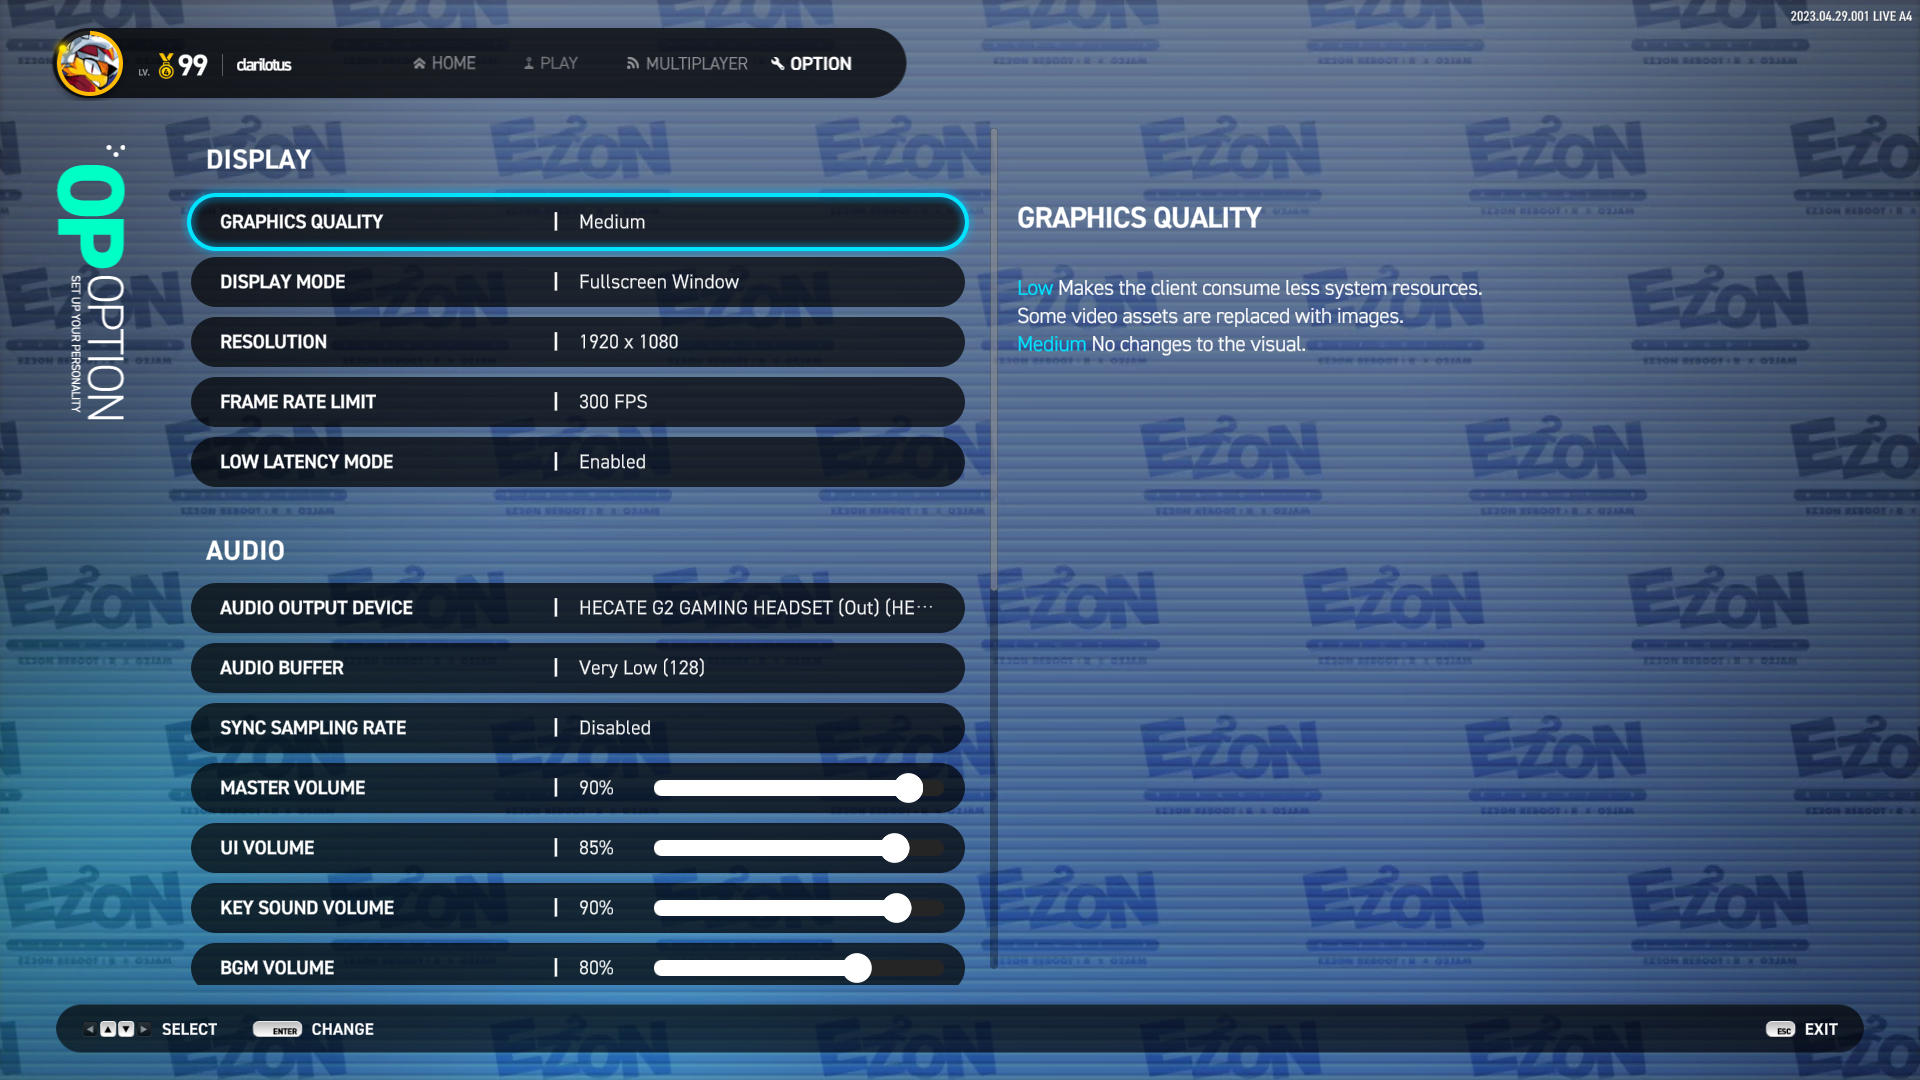 2023.04.29.001 LIVE A4
LV. 99 darilotus
HOME PLAY MULTIPLAYER OPTION
OP
OPTION
SET UP YOUR PERSONALITY
DISPLAY
GRAPHICS QUALITY | Medium
DISPLAY MODE | Fullscreen Window
RESOLUTION | 1920 x 1080
FRAME RATE LIMIT | 300 FPS
LOW LATENCY MODE | Enabled
AUDIO
AUDIO OUTPUT DEVICE | HECATE G2 GAMING HEADSET (Out) (HE···
AUDIO BUFFER | Very Low (128)
SYNC SAMPLING RATE | Disabled
MASTER VOLUME | 90%
UI VOLUME | 85%
KEY SOUND VOLUME | 90%
BGM VOLUME | 80%
GRAPHICS QUALITY
Low Makes the client consume less system resources.
Some video assets are replaced with images.
Medium No changes to the visual.
SELECT ENTER CHANGE
ESC EXIT